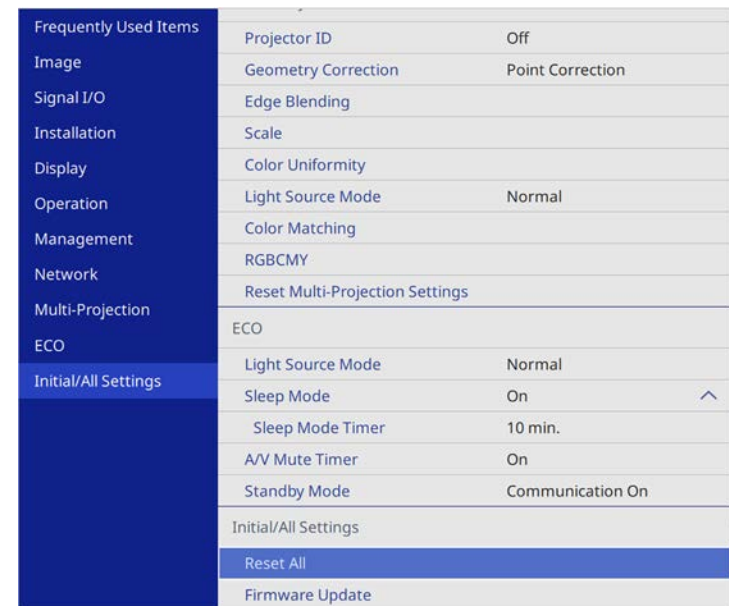 Frequently Used Items
Image
Signal I/O
Installation
Display
Operation
Management
Network
Multi-Projection
ECO
Initial/All Settings
Projector ID Off
Geometry Correction Point Correction
Edge Blending
Scale
Color Uniformity
Light Source Mode Normal
Color Matching
RGBCMY
Reset Multi-Projection Settings
ECO
Light Source Mode Normal
Sleep Mode On
Sleep Mode Timer 10 min.
A/V Mute Timer On
Standby Mode Communication On
Initial/All Settings
Reset All
Firmware Update